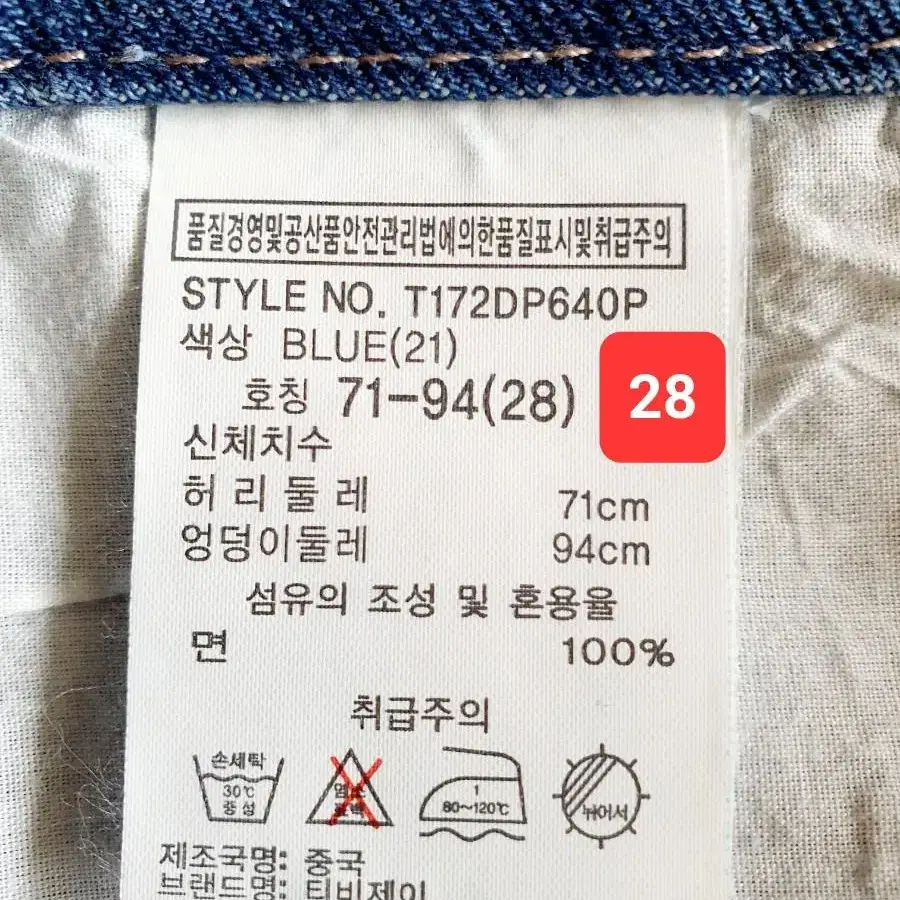 품질경영및공산품안전관리법에의한품질표시및취급주의
STYLE NO. T172DP640P
색상 BLUE(21)
호칭 71-94(28)
28
신체치수
허리둘레 71cm
엉덩이둘레 94cm
섬유의 조성 및 혼용율
면 100%
취급주의
손세탁
30℃
중성
염소
표백
1
80~120℃
뉘어서
제조국명: 중국
브랜드명: 티비제이